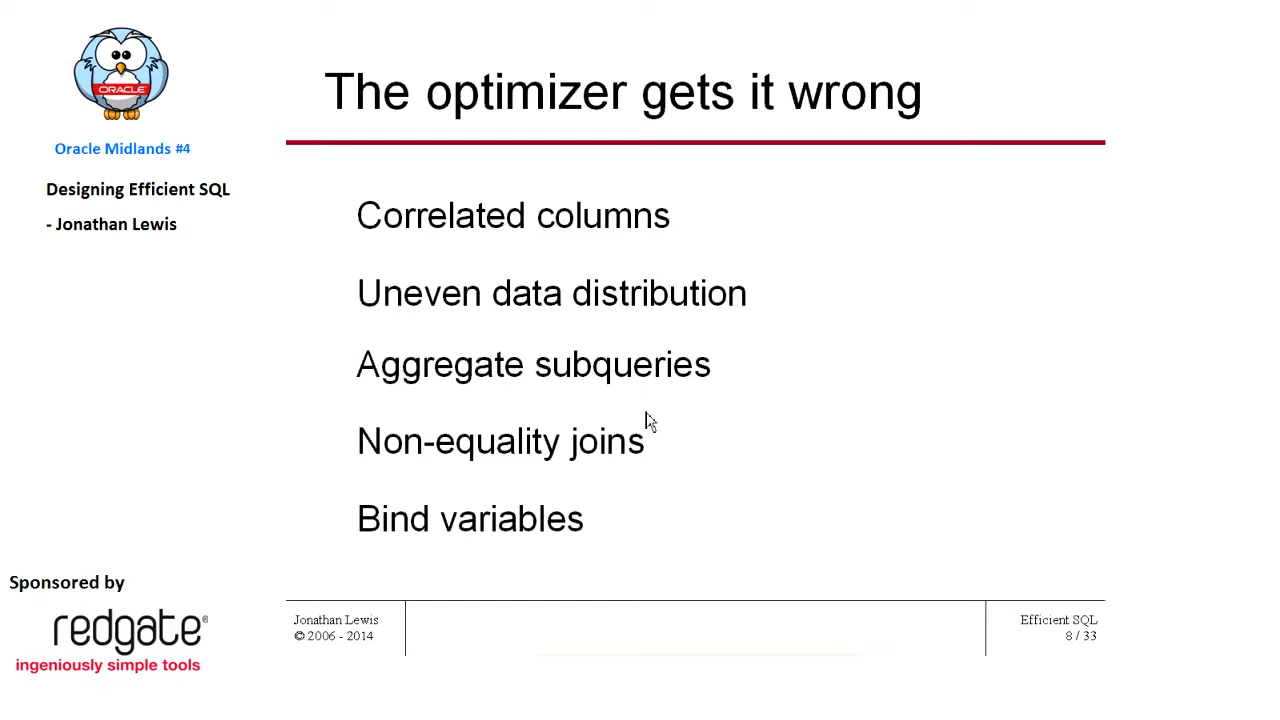 ORACLE
Oracle Midlands #4
Designing Efficient SQL
- Jonathan Lewis
The optimizer gets it wrong
Correlated columns
Uneven data distribution
Aggregate subqueries
Non-equality joins
Bind variables
Sponsored by
redgate®
ingeniously simple tools
Jonathan Lewis
© 2006 - 2014
Efficient SQL
8 / 33